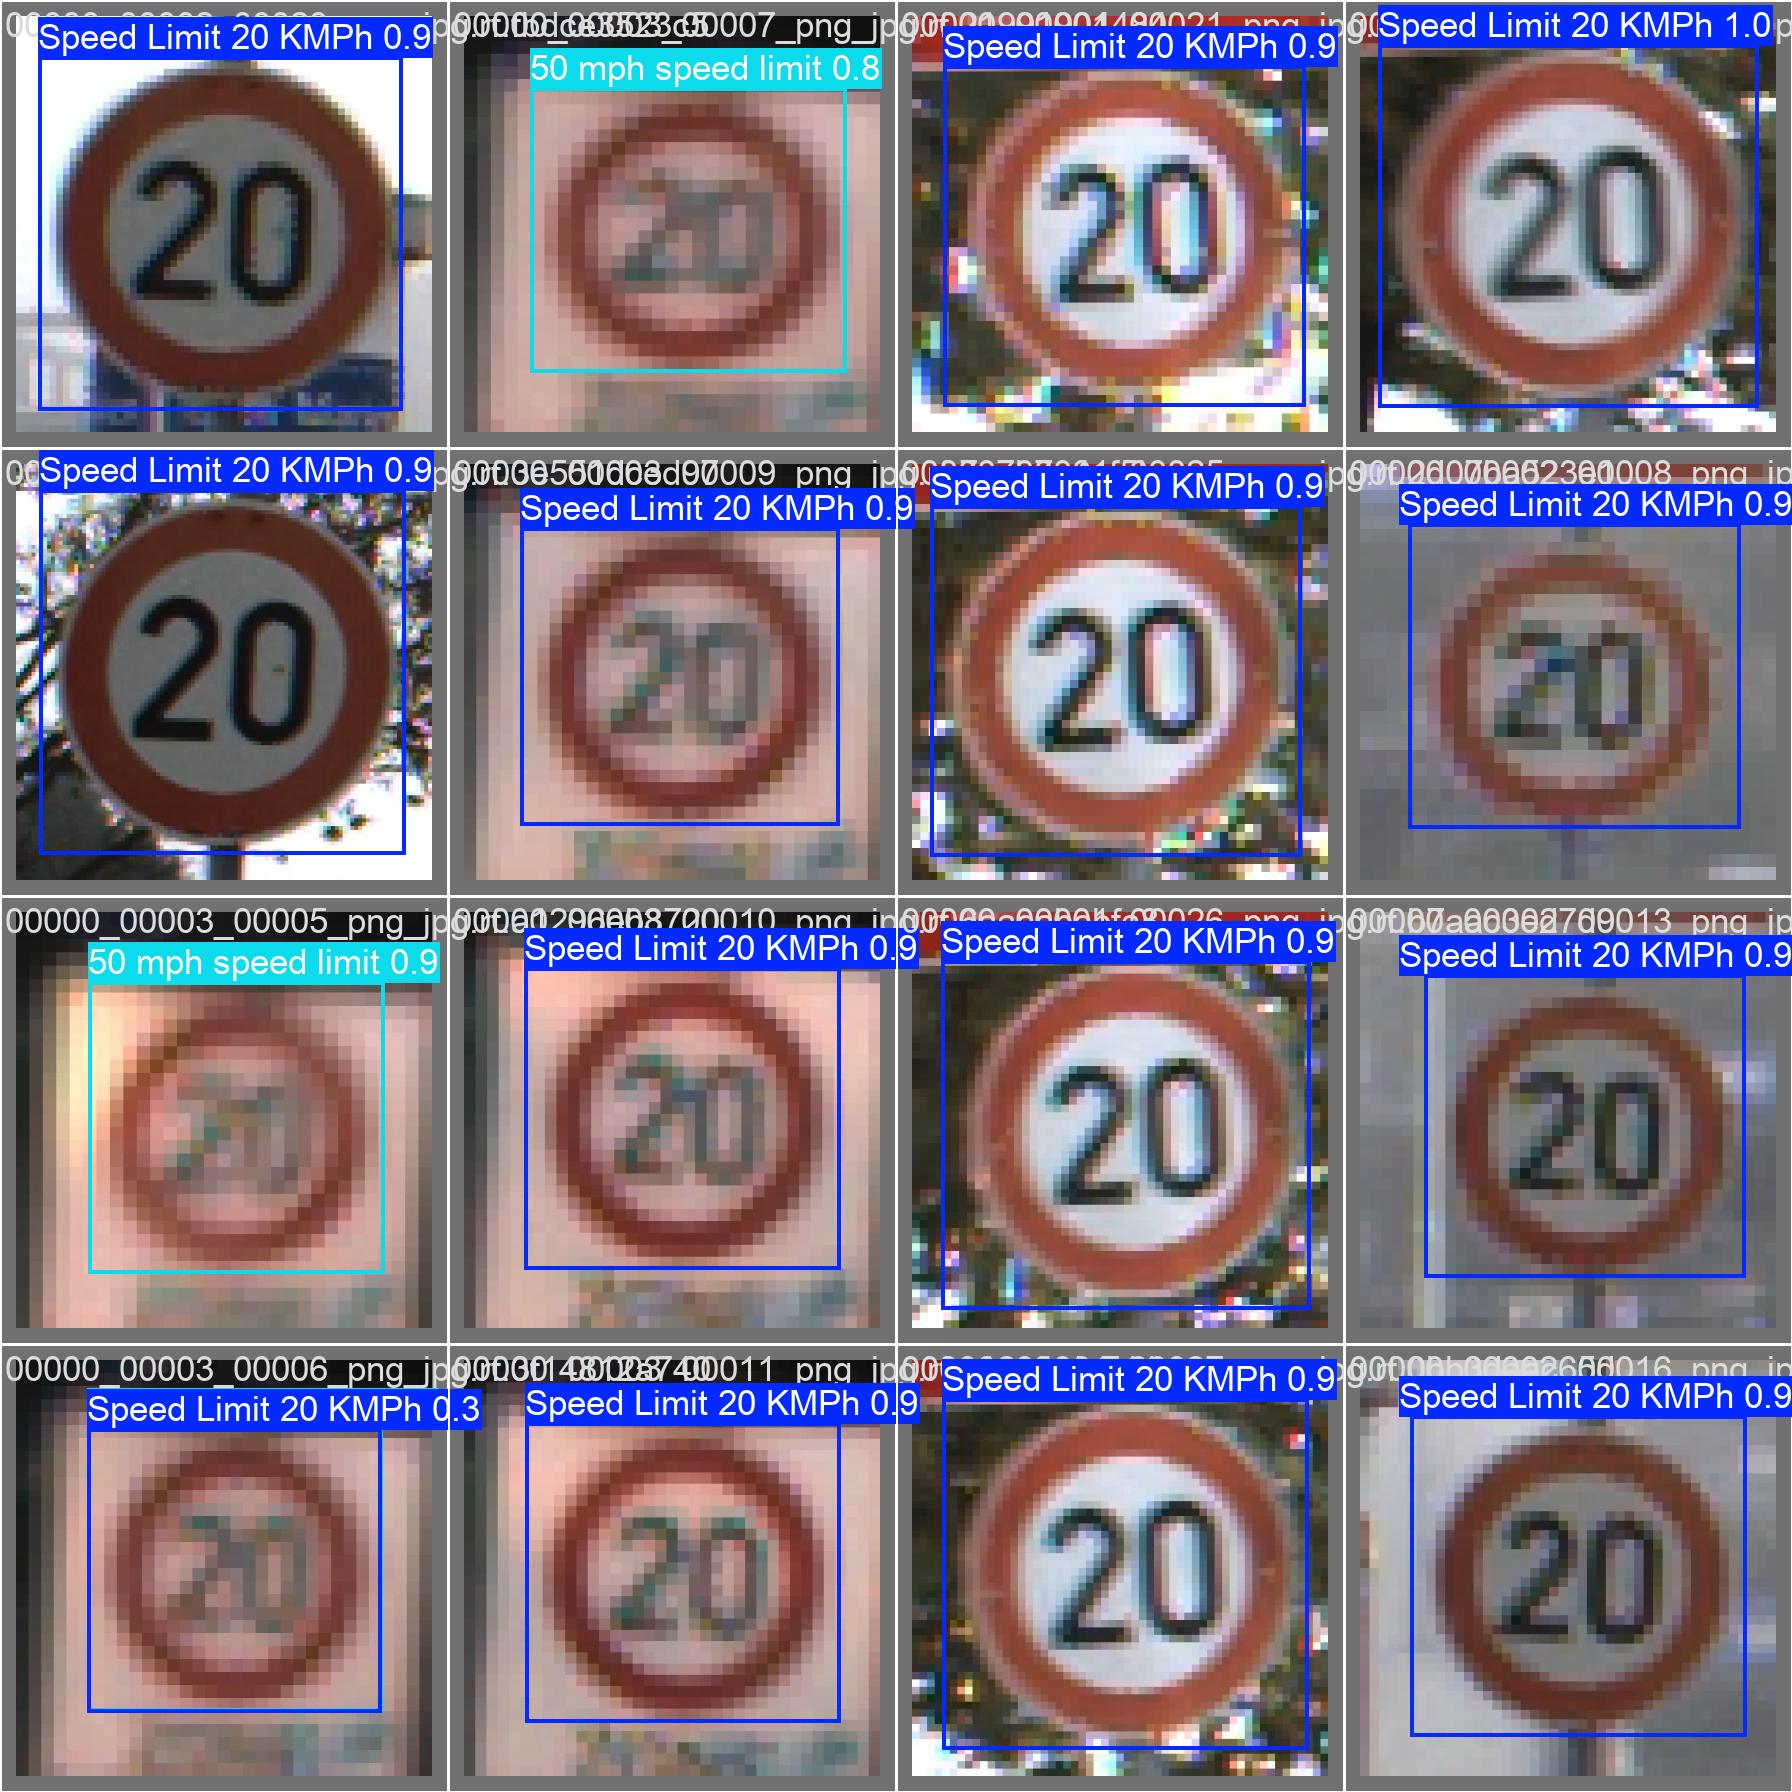 Speed Limit 20 KMPh 0.9
50 mph speed limit 0.8
Speed Limit 20 KMPh 0.9
Speed Limit 20 KMPh 1.0
20
20
20
20
Speed Limit 20 KMPh 0.9
Speed Limit 20 KMPh 0.9
Speed Limit 20 KMPh 0.9
Speed Limit 20 KMPh 0.9
20
20
20
20
00000_00003_00005_png_jpg
50 mph speed limit 0.9
Speed Limit 20 KMPh 0.9
Speed Limit 20 KMPh 0.9
Speed Limit 20 KMPh 0.9
20
20
20
20
00000_00003_00006_png_jpg
Speed Limit 20 KMPh 0.3
Speed Limit 20 KMPh 0.9
Speed Limit 20 KMPh 0.9
Speed Limit 20 KMPh 0.9
20
20
20
20